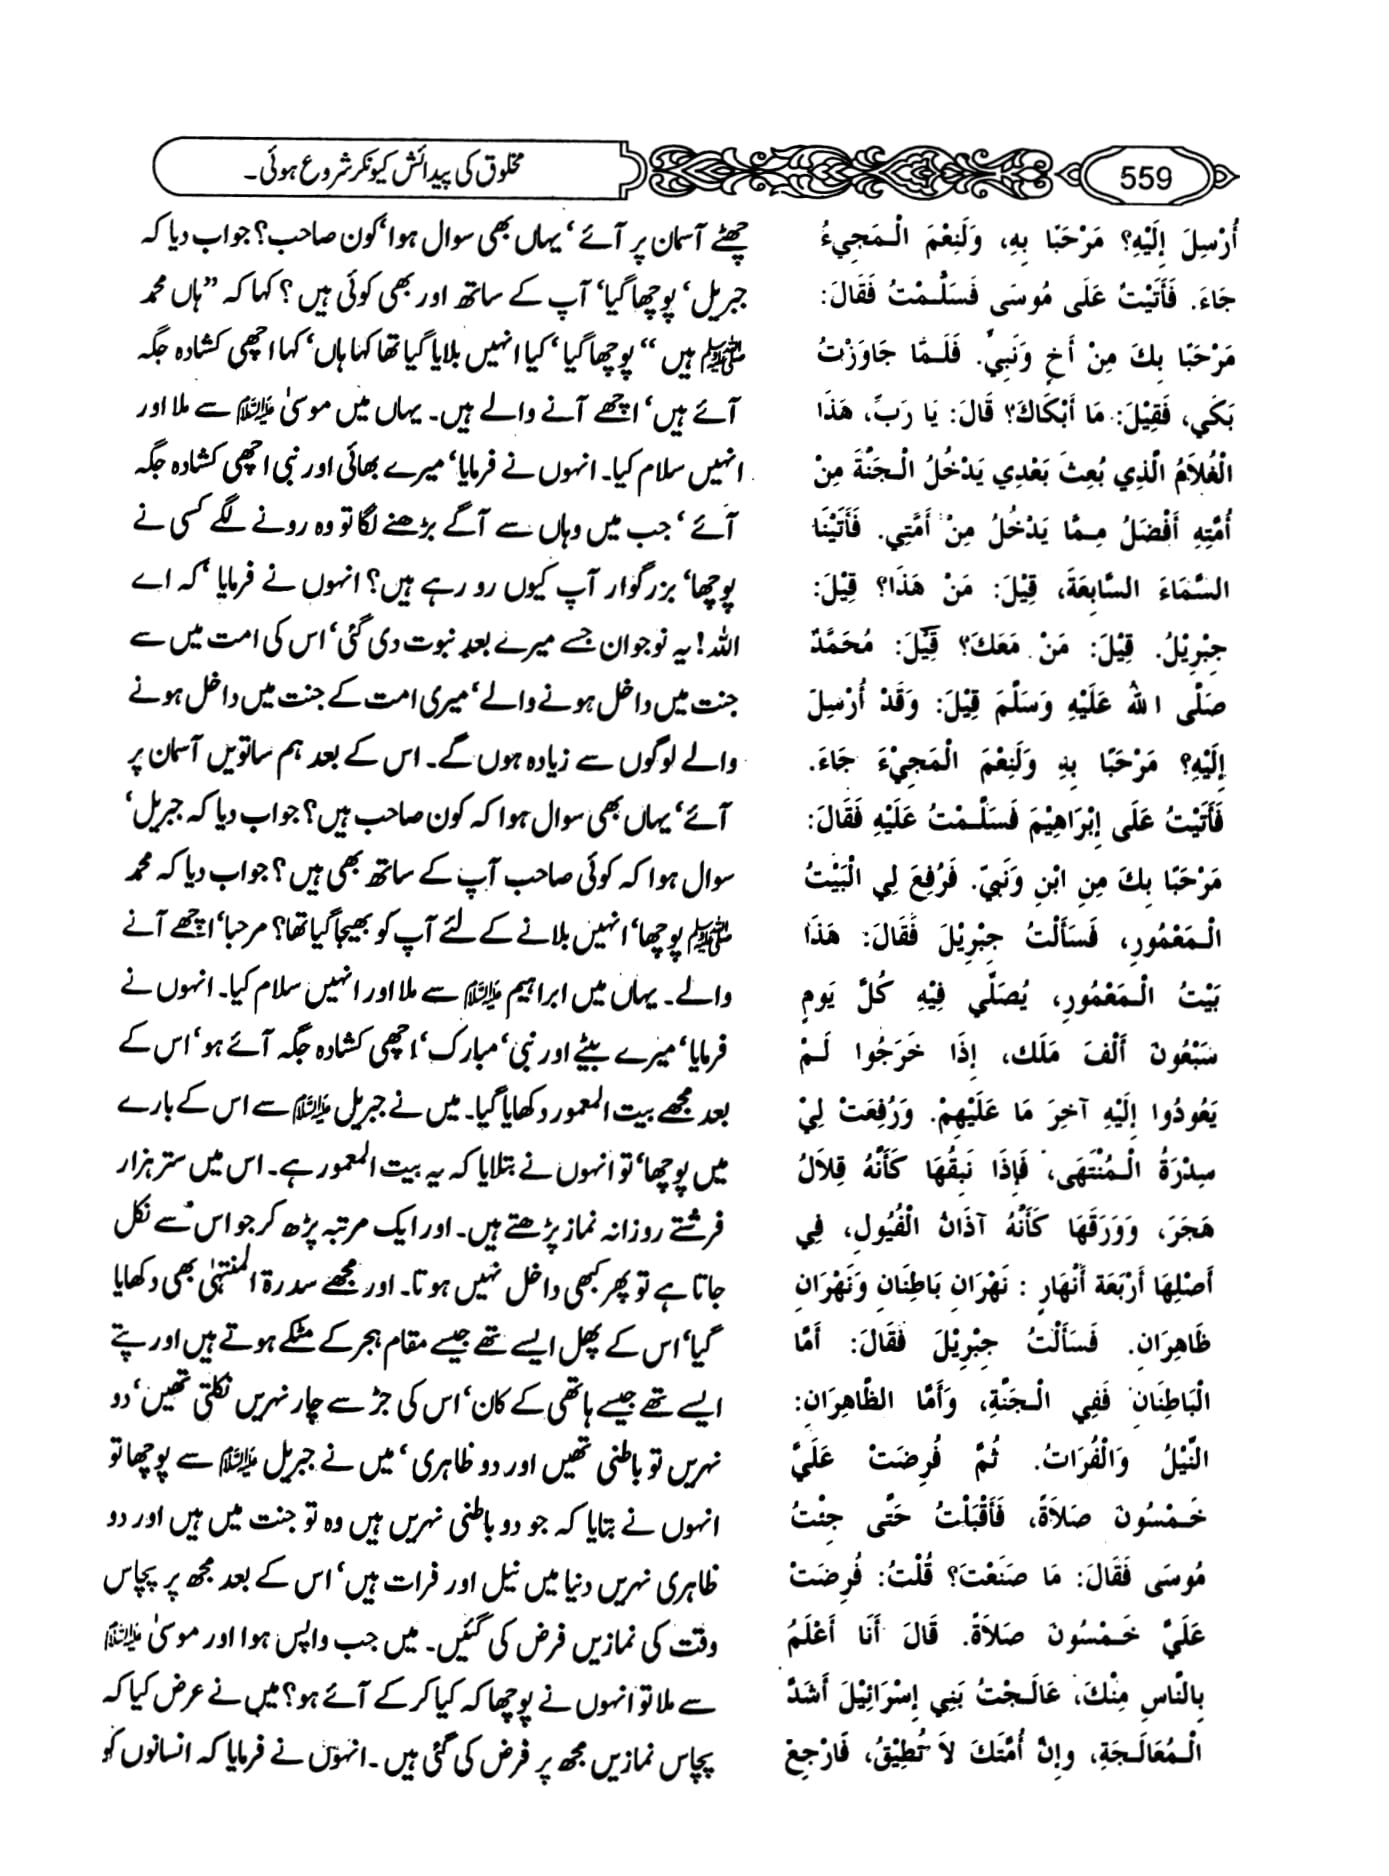 559
مخلوق کی پیدائش کیونکر شروع ہوئی۔
أُرْسِلَ إِلَيْهِ؟ مَرْحَبًا بِهِ، وَلَنِعْمَ الْـمَجِيءُ
جَاءَ. فَأَتَيْتُ عَلَى مُوسَى فَسَلَّـمْتُ فَقَالَ:
مَرْحَبًا بِكَ مِنْ أَخٍ وَنَبِيٍّ. فَلَـمَّا جَاوَزْتُ
بَكَي، فَقِيْلَ: مَا أَبْكَاكَ؟ قَالَ: يَا رَبِّ، هَذَا
الْغُلاَمُ الَّذِي بُعِثَ بَعْدِي يَدْخُلُ الْـجَنَّةَ مِنْ
أُمَّتِهِ أَفْضَلُ مِـمَّا يَدْخُلُ مِنْ أُمَّتِي. فَأَتَيْنَا
السَّمَاءَ السَّابِعَةَ، قِيْلَ: مَنْ هَذَا؟ قِيْلَ:
جِبْرِيْلُ. قِيْلَ: مَنْ مَعَكَ؟ قِيْلَ: مُحَمَّدٌ
صَلَّى اللهُ عَلَيْهِ وَسَلَّمَ قِيْلَ: وَقَدْ أُرْسِلَ
إِلَيْهِ؟ مَرْحَبًا بِهِ وَلَنِعْمَ الْـمَجِيْءَ جَاءَ.
فَأَتَيْتُ عَلَى إِبْرَاهِيْمَ فَسَلَّـمْتُ عَلَيْهِ فَقَالَ:
مَرْحَبًا بِكَ مِنِ ابْنٍ وَنَبِيٍّ. فَرُفِعَ لِي الْبَيْتُ
الْـمَعْمُورِ، فَسَأَلْتُ جِبْرِيْلَ فَقَالَ: هَذَا
بَيْتُ الْـمَعْمُورِ، يُصَلِّي فِيْهِ كُلَّ يَومٍ
سَبْعُونَ أَلْفَ مَلَك، إِذَا خَرَجُوا لَـمْ
يَعُودُوا إِلَيْهِ آخِرَ مَا عَلَيْهِمْ. وَرُفِعَتْ لِيْ
سِدْرَةُ الْـمُنْتَهَى، فَإِذَا نَبِقُهَا كَأَنَّهُ قِلاَلُ
هَجَرَ، وَوَرَقَهَا كَأَنَّهُ آذَانُ الْفُيُولِ، فِي
أَصْلِهَا أَرْبَعَة أَنْهَارٍ : نَهْرَانِ بَاطِنَانِ وَنَهْرَانِ
ظَاهِرَانِ. فَسَأَلْتُ جِبْرِيْلَ فَقَالَ: أَمَّا
الْبَاطِنَانِ فَفِي الْـجَنَّةِ، وَأَمَّا الظَّاهِرَانِ:
النِّيْلُ وَالْفُرَاتُ. ثُمَّ فُرِضَتْ عَلَيَّ
خَـمْسُونَ صَلاَةً، فَأَقْبَلْتُ حَتَّى جِئْتُ
مُوسَى فَقَالَ: مَا صَنَعْتَ؟ قُلْتُ: فُرِضَتْ
عَلَيَّ خَـمْسُونَ صَلاَةً. قَالَ أَنَا أَعْلَمُ
بِالنَّاسِ مِنْكَ، عَالَـجْتُ بَنِي إِسْرَائِيْلَ أَشَدَّ
الْـمُعَالَـجَةِ، وإِنَّ أُمَّتَكَ لاَ تُطِيْقُ، فَارْجِعْ
چھٹے آسمان پر آئے ‘ یہاں بھی سوال ہوا ‘کون صاحب؟ جواب دیا کہ
جبریل ‘ پوچھا گیا ‘ آپ کے ساتھ اور بھی کوئی ہیں ؟ کہا کہ ”ہاں محمد
ﷺ ہیں “ پوچھا گیا ‘ کیا انہیں بلایا گیا تھا کہا ہاں ‘ کہا اچھی کشادہ جگہ
آئے ہیں ‘ اچھے آنے والے ہیں۔ یہاں میں موسیٰ علیہ السلام سے ملا اور
انہیں سلام کیا۔ انہوں نے فرمایا ‘ میرے بھائی اور نبی اچھی کشادہ جگہ
آئے ‘ جب میں وہاں سے آگے بڑھنے لگا تو وہ رونے لگے کسی نے
پوچھا ‘ بزرگوار آپ کیوں رو رہے ہیں؟ انہوں نے فرمایا ‘ کہ اے
اللہ! یہ نوجوان جسے میرے بعد نبوت دی گئی ‘ اس کی امت میں سے
جنت میں داخل ہونے والے ‘ میری امت کے جنت میں داخل ہونے
والے لوگوں سے زیادہ ہوں گے۔ اس کے بعد ہم ساتویں آسمان پر
آئے ‘ یہاں بھی سوال ہوا کہ کون صاحب ہیں؟ جواب دیا کہ جبریل ‘
سوال ہوا کہ کوئی صاحب آپ کے ساتھ بھی ہیں ؟ جواب دیا کہ محمد
ﷺ پوچھا ‘ انہیں بلانے کے لئے آپ کو بھیجا گیا تھا؟ مرحبا ‘ اچھے آنے
والے۔ یہاں میں ابراہیم علیہ السلام سے ملا اور انہیں سلام کیا۔ انہوں نے
فرمایا ‘ میرے بیٹے اور نبی ‘ مبارک ‘ اچھی کشادہ جگہ آئے ہو ‘ اس کے
بعد مجھے بیت المعمور دکھایا گیا۔ میں نے جبریل علیہ السلام سے اس کے بارے
میں پوچھا ‘ تو انہوں نے بتلایا کہ یہ بیت المعمور ہے۔ اس میں ستر ہزار
فرشتے روزانہ نماز پڑھتے ہیں۔ اور ایک مرتبہ پڑھ کر جو اس سے نکل
جاتا ہے تو پھر کبھی داخل نہیں ہوتا۔ اور مجھے سدرۃ المنتہیٰ بھی دکھایا
گیا ‘ اس کے پھل ایسے تھے جیسے مقام ہجر کے مٹکے ہوتے ہیں اور پتے
ایسے تھے جیسے ہاتھی کے کان ‘ اس کی جڑ سے چار نہریں نکلتی تھیں ‘ دو
نہریں تو باطنی تھیں اور دو ظاہری ‘ میں نے جبریل علیہ السلام سے پوچھا تو
انہوں نے بتایا کہ جو دو باطنی نہریں ہیں وہ تو جنت میں ہیں اور دو
ظاہری نہریں دنیا میں نیل اور فرات ہیں ‘ اس کے بعد مجھ پر پچاس
وقت کی نمازیں فرض کی گئیں۔ میں جب واپس ہوا اور موسیٰ علیہ السلام
سے ملا تو انہوں نے پوچھا کہ کیا کر کے آئے ہو؟ میں نے عرض کیا کہ
پچاس نمازیں مجھ پر فرض کی گئی ہیں۔ انہوں نے فرمایا کہ انسانوں کو